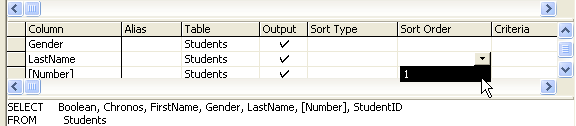 Column Alias Table Output Sort Type Sort Order Criteria
Gender Students
LastName Students
[Number] Students
1
SELECT Boolean, Chronos, FirstName, Gender, LastName, [Number], StudentID
FROM Students